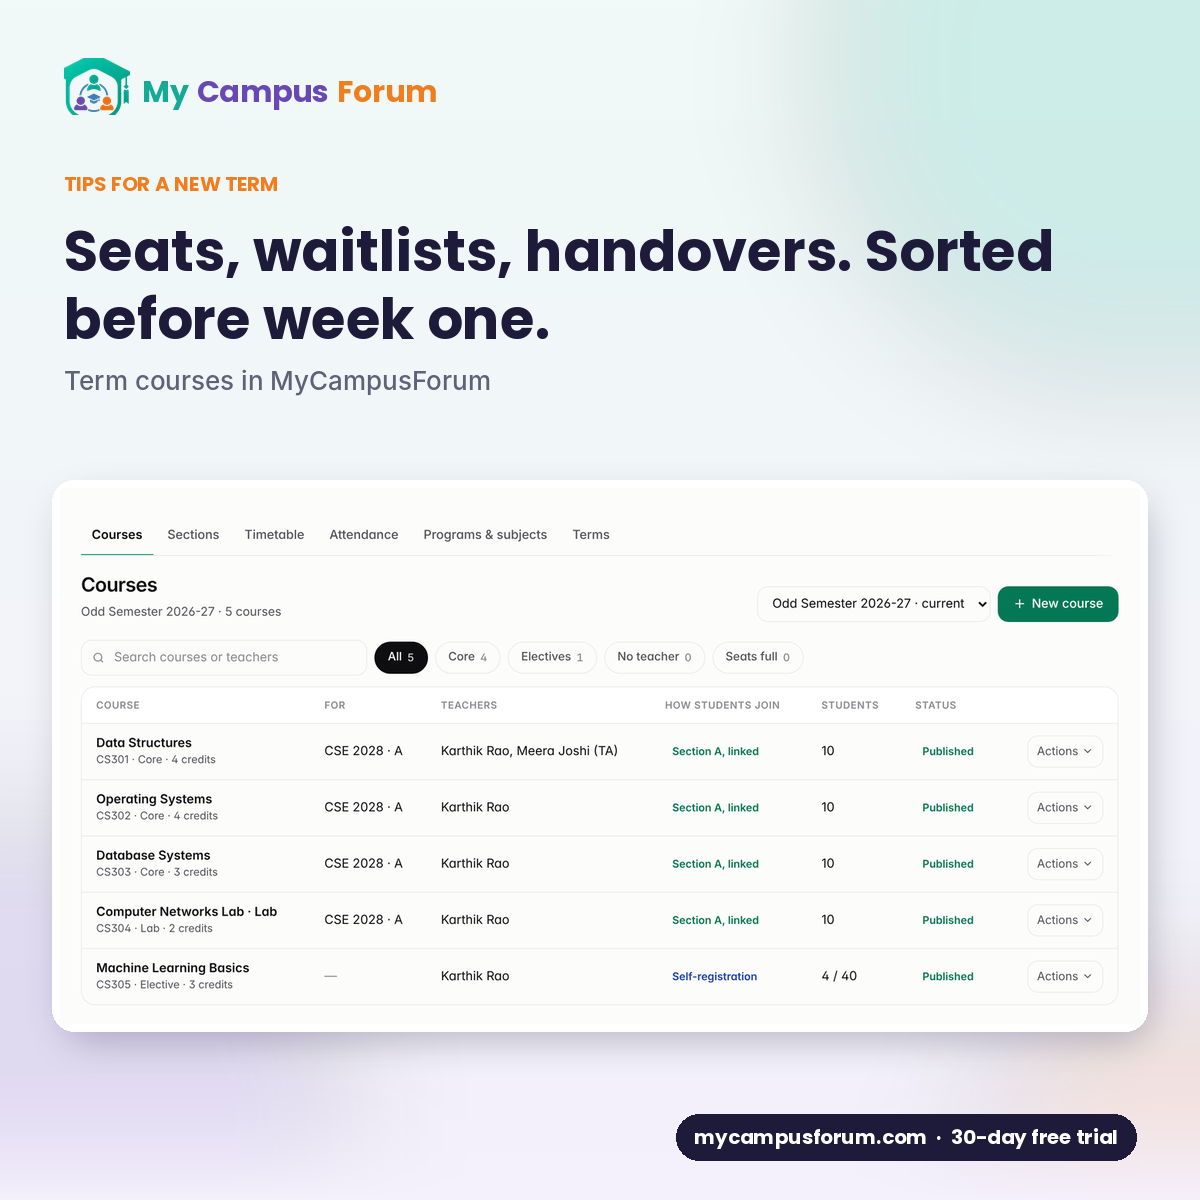 My Campus Forum
TIPS FOR A NEW TERM
Seats, waitlists, handovers. Sorted
before week one.
Term courses in MyCampusForum
Courses Sections Timetable Attendance Programs & subjects Terms
Courses
Odd Semester 2026-27 · 5 courses
Odd Semester 2026-27 · current
+ New course
Search courses or teachers
All 5 Core 4 Electives 1 No teacher 0 Seats full 0
COURSE FOR TEACHERS HOW STUDENTS JOIN STUDENTS STATUS
Data Structures
CS301 · Core · 4 credits
CSE 2028 · A Karthik Rao, Meera Joshi (TA) Section A, linked 10 Published Actions
Operating Systems
CS302 · Core · 4 credits
CSE 2028 · A Karthik Rao Section A, linked 10 Published Actions
Database Systems
CS303 · Core · 3 credits
CSE 2028 · A Karthik Rao Section A, linked 10 Published Actions
Computer Networks Lab · Lab
CS304 · Lab · 2 credits
CSE 2028 · A Karthik Rao Section A, linked 10 Published Actions
Machine Learning Basics
CS305 · Elective · 3 credits
— Karthik Rao Self-registration 4 / 40 Published Actions
mycampusforum.com · 30-day free trial